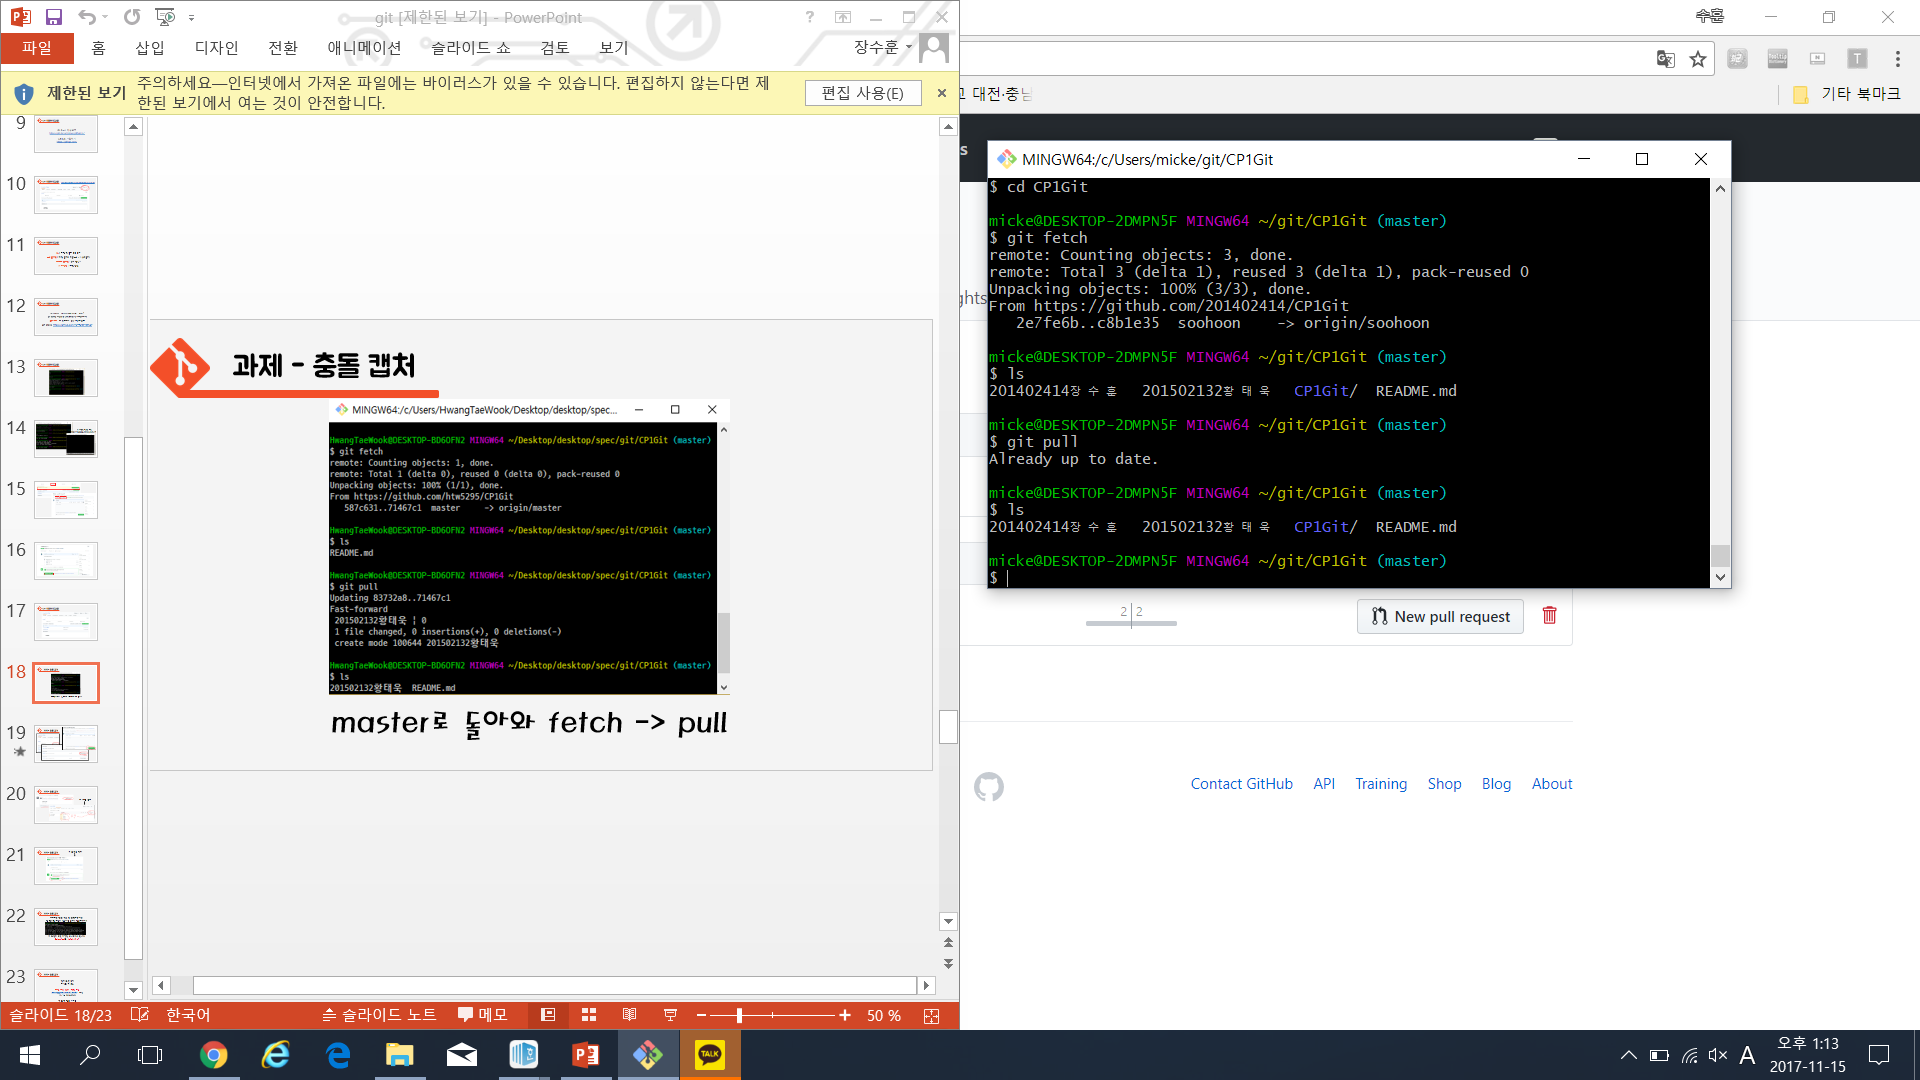 git [제한된 보기] - PowerPoint
파일 홈 삽입 디자인 전환 애니메이션 슬라이드 쇼 검토 보기 장수훈
제한된 보기 주의하세요—인터넷에서 가져온 파일에는 바이러스가 있을 수 있습니다. 편집하지 않는다면 제
한된 보기에서 여는 것이 안전합니다.
편집 사용(E)
9
10
11
12
13
14
15
16
17
18
19
20
21
22
23
과제 - 충돌 캡처
MINGW64:/c/Users/HwangTaeWook/Desktop/desktop/spec...
HwangTaeWook@DESKTOP-BD6OFN2 MINGW64 ~/Desktop/desktop/spec/git/CP1Git (master)
$ git fetch
remote: Counting objects: 1, done.
remote: Total 1 (delta 0), reused 0 (delta 0), pack-reused 0
Unpacking objects: 100% (1/1), done.
From https://github.com/htw5295/CP1Git
587c631..71467c1 master -> origin/master
HwangTaeWook@DESKTOP-BD6OFN2 MINGW64 ~/Desktop/desktop/spec/git/CP1Git (master)
$ ls
README.md
HwangTaeWook@DESKTOP-BD6OFN2 MINGW64 ~/Desktop/desktop/spec/git/CP1Git (master)
$ git pull
Updating 83732a8..71467c1
Fast-forward
201502132황태욱 | 0
1 file changed, 0 insertions(+), 0 deletions(-)
create mode 100644 201502132황태욱
HwangTaeWook@DESKTOP-BD6OFN2 MINGW64 ~/Desktop/desktop/spec/git/CP1Git (master)
$ ls
201502132황태욱 README.md
master로 돌아와 fetch -> pull
슬라이드 18/23 한국어 슬라이드 노트 메모 50 %
수훈
대전·충남
기타 북마크
s
ghts
MINGW64:/c/Users/micke/git/CP1Git
$ cd CP1Git
micke@DESKTOP-2DMPN5F MINGW64 ~/git/CP1Git (master)
$ git fetch
remote: Counting objects: 3, done.
remote: Total 3 (delta 1), reused 3 (delta 1), pack-reused 0
Unpacking objects: 100% (3/3), done.
From https://github.com/201402414/CP1Git
2e7fe6b..c8b1e35 soohoon -> origin/soohoon
micke@DESKTOP-2DMPN5F MINGW64 ~/git/CP1Git (master)
$ ls
201402414장 수 훈 201502132황 태 욱 CP1Git/ README.md
micke@DESKTOP-2DMPN5F MINGW64 ~/git/CP1Git (master)
$ git pull
Already up to date.
micke@DESKTOP-2DMPN5F MINGW64 ~/git/CP1Git (master)
$ ls
201402414장 수 훈 201502132황 태 욱 CP1Git/ README.md
micke@DESKTOP-2DMPN5F MINGW64 ~/git/CP1Git (master)
$
2 2
New pull request
Contact GitHub API Training Shop Blog About
TALK
A
오후 1:13
2017-11-15